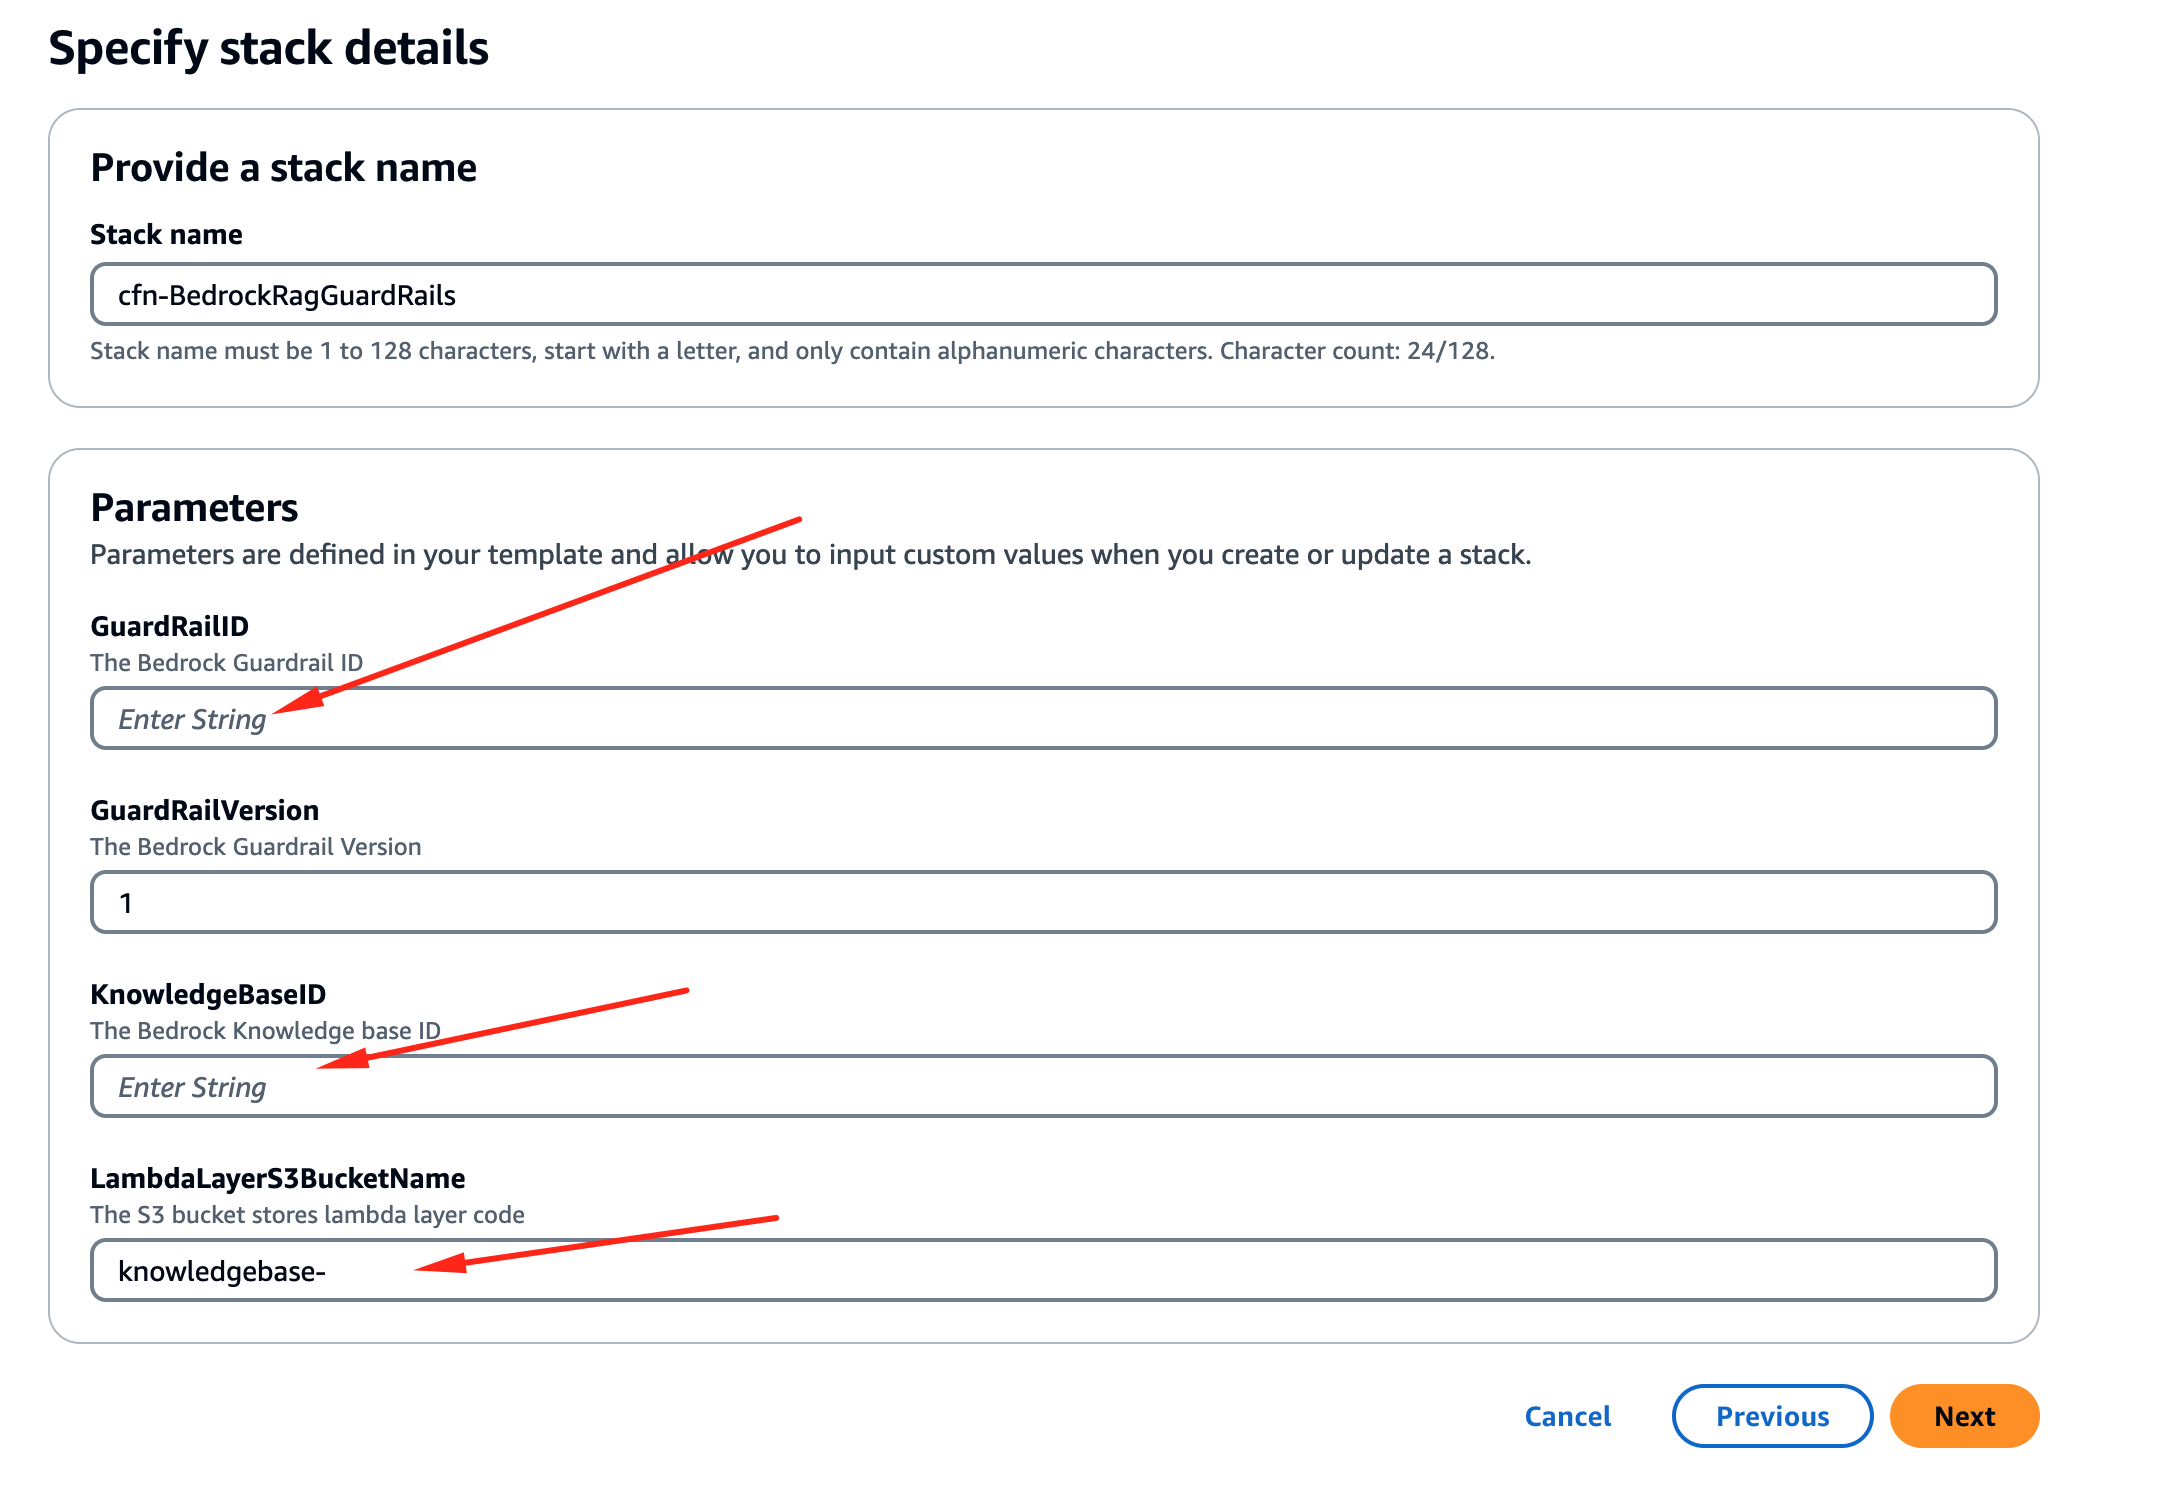 Specify stack details
Provide a stack name
Stack name
cfn-BedrockRagGuardRails
Stack name must be 1 to 128 characters, start with a letter, and only contain alphanumeric characters. Character count: 24/128.
Parameters
Parameters are defined in your template and allow you to input custom values when you create or update a stack.
GuardRailID
The Bedrock Guardrail ID
Enter String
GuardRailVersion
The Bedrock Guardrail Version
1
KnowledgeBaseID
The Bedrock Knowledge base ID
Enter String
LambdaLayerS3BucketName
The S3 bucket stores lambda layer code
knowledgebase-
Cancel Previous Next